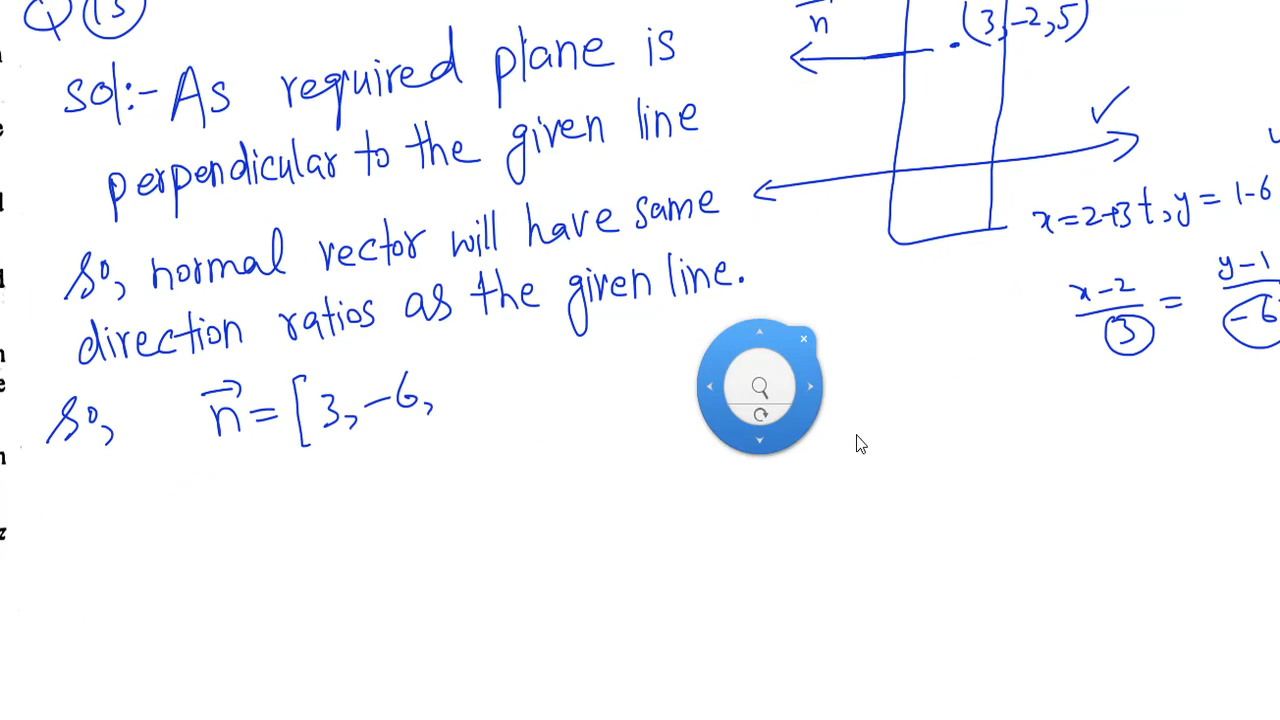 Q 13
sol:- As required plane is
perpendicular to the given line
so, normal vector will have same
direction ratios as the given line.
so, n⃗ = [3, -6,
n⃗
.(3, -2, 5)
x = 2+3t, y = 1-6
x-2/3 = y-1/-6
z